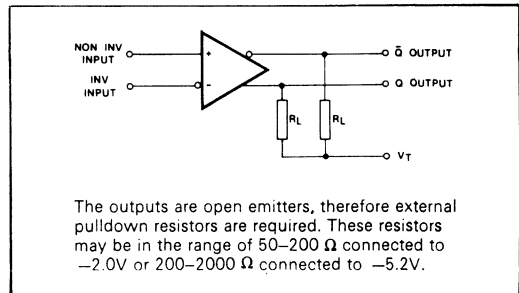 NON INV
INPUT
INV
INPUT
+
-
Q̄ OUTPUT
Q OUTPUT
RL
RL
VT
The outputs are open emitters, therefore external
pulldown resistors are required. These resistors
may be in the range of 50–200 Ω connected to
−2.0V or 200–2000 Ω connected to −5.2V.